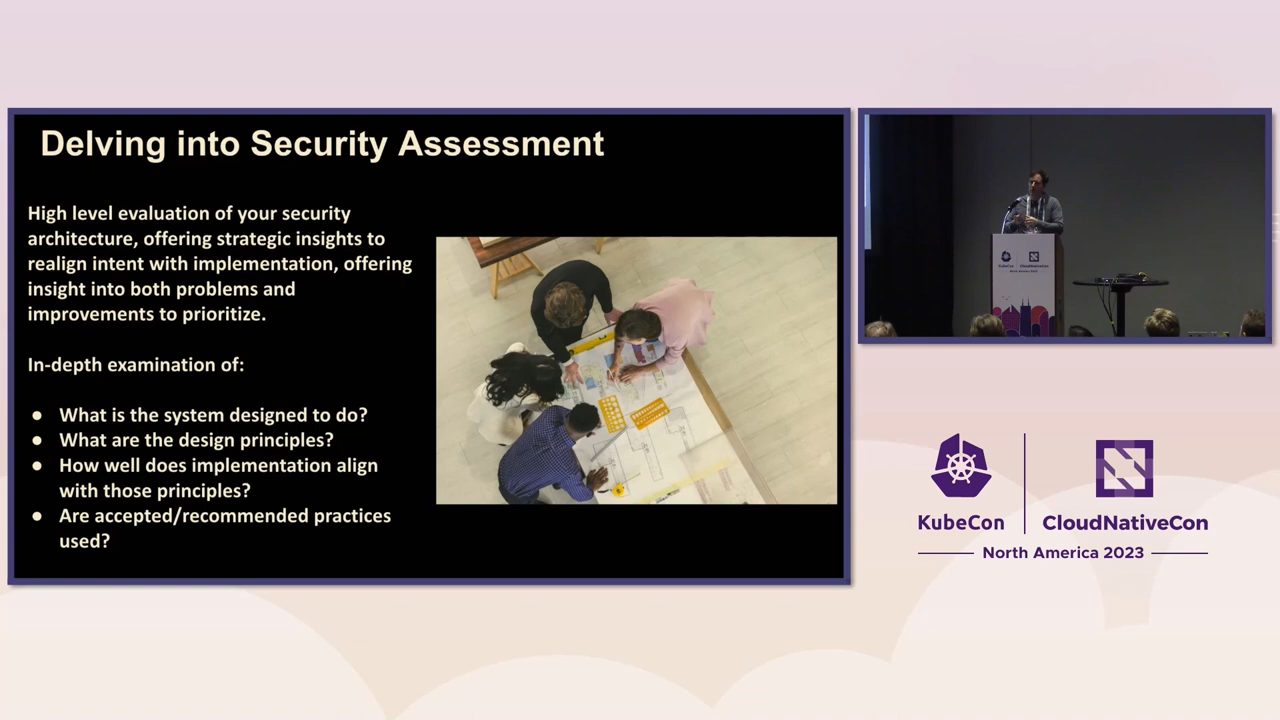 Delving into Security Assessment
High level evaluation of your security
architecture, offering strategic insights to
realign intent with implementation, offering
insight into both problems and
improvements to prioritize.
In-depth examination of:
● What is the system designed to do?
● What are the design principles?
● How well does implementation align
with those principles?
● Are accepted/recommended practices
used?
KubeCon
CloudNativeCon
KubeCon
CloudNativeCon
North America 2023